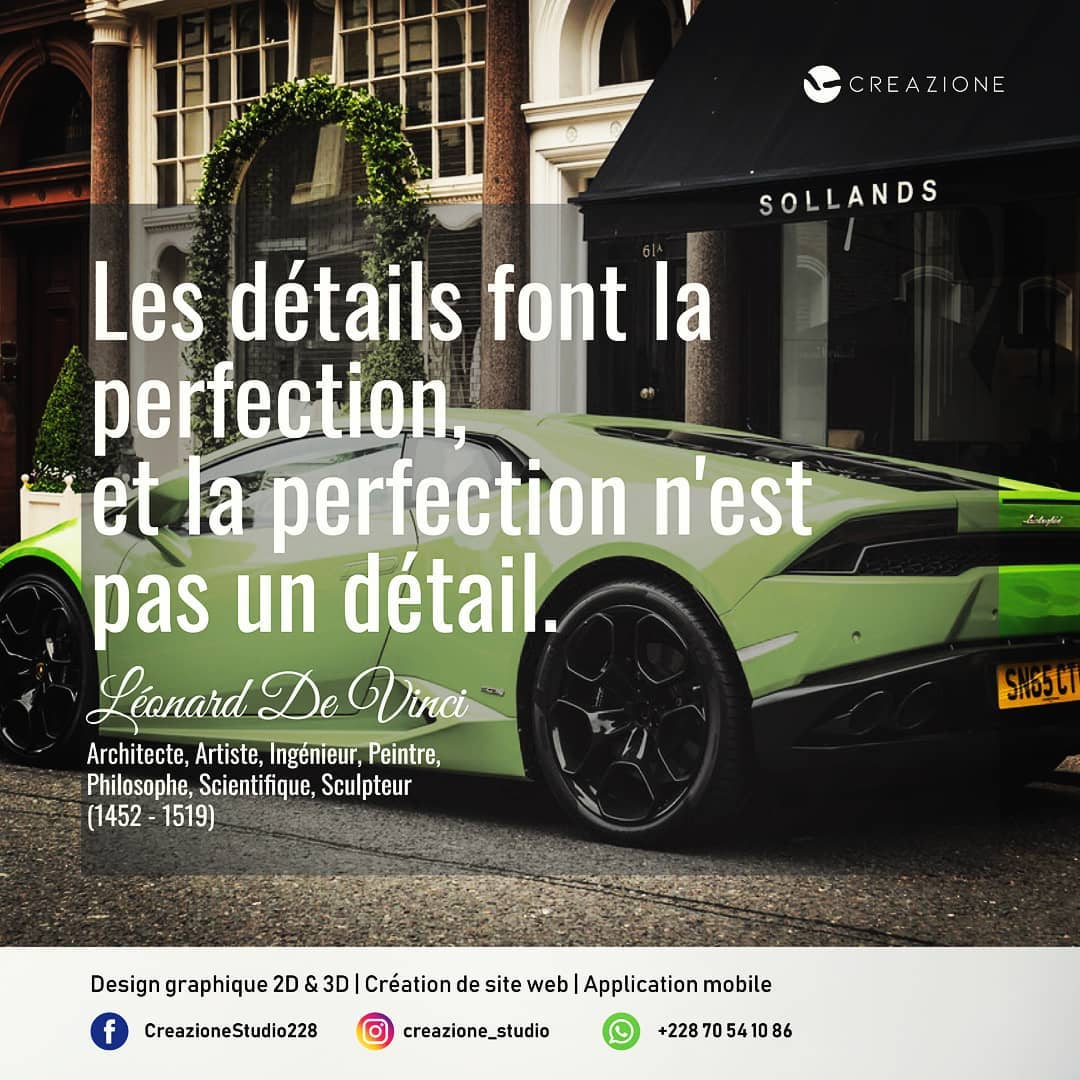 CREAZIONE
SOLLANDS
61A
Les détails font la
perfection,
et la perfection n'est
pas un détail.
Lamborghini
SN65 CT
Léonard De Vinci
Architecte, Artiste, Ingénieur, Peintre,
Philosophe, Scientifique, Sculpteur
(1452 - 1519)
Design graphique 2D & 3D | Création de site web | Application mobile
CreazioneStudio228
creazione_studio
+228 70 54 10 86